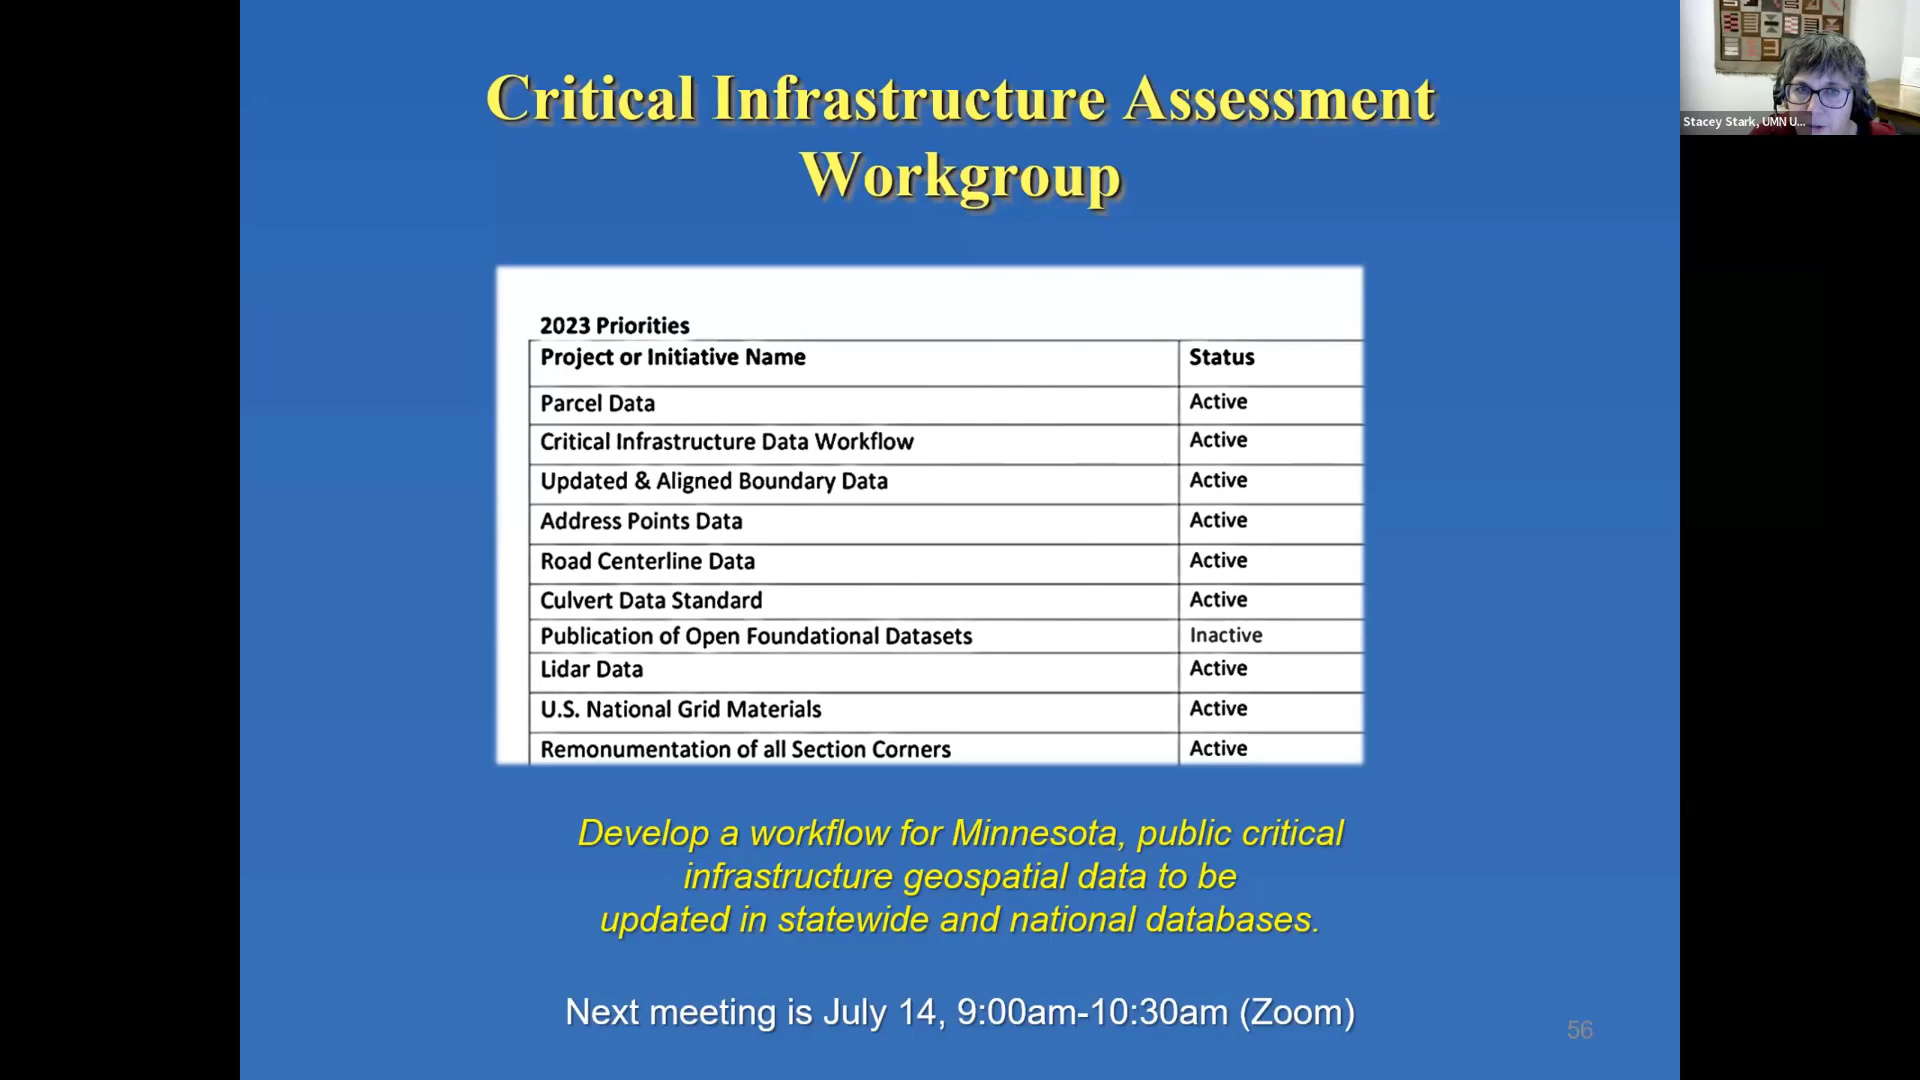 Critical Infrastructure Assessment
Workgroup
Stacey Stark, UMN U...
2023 Priorities
Project or Initiative Name Status
Parcel Data Active
Critical Infrastructure Data Workflow Active
Updated & Aligned Boundary Data Active
Address Points Data Active
Road Centerline Data Active
Culvert Data Standard Active
Publication of Open Foundational Datasets Inactive
Lidar Data Active
U.S. National Grid Materials Active
Remonumentation of all Section Corners Active
Develop a workflow for Minnesota, public critical
infrastructure geospatial data to be
updated in statewide and national databases.
Next meeting is July 14, 9:00am-10:30am (Zoom)
56